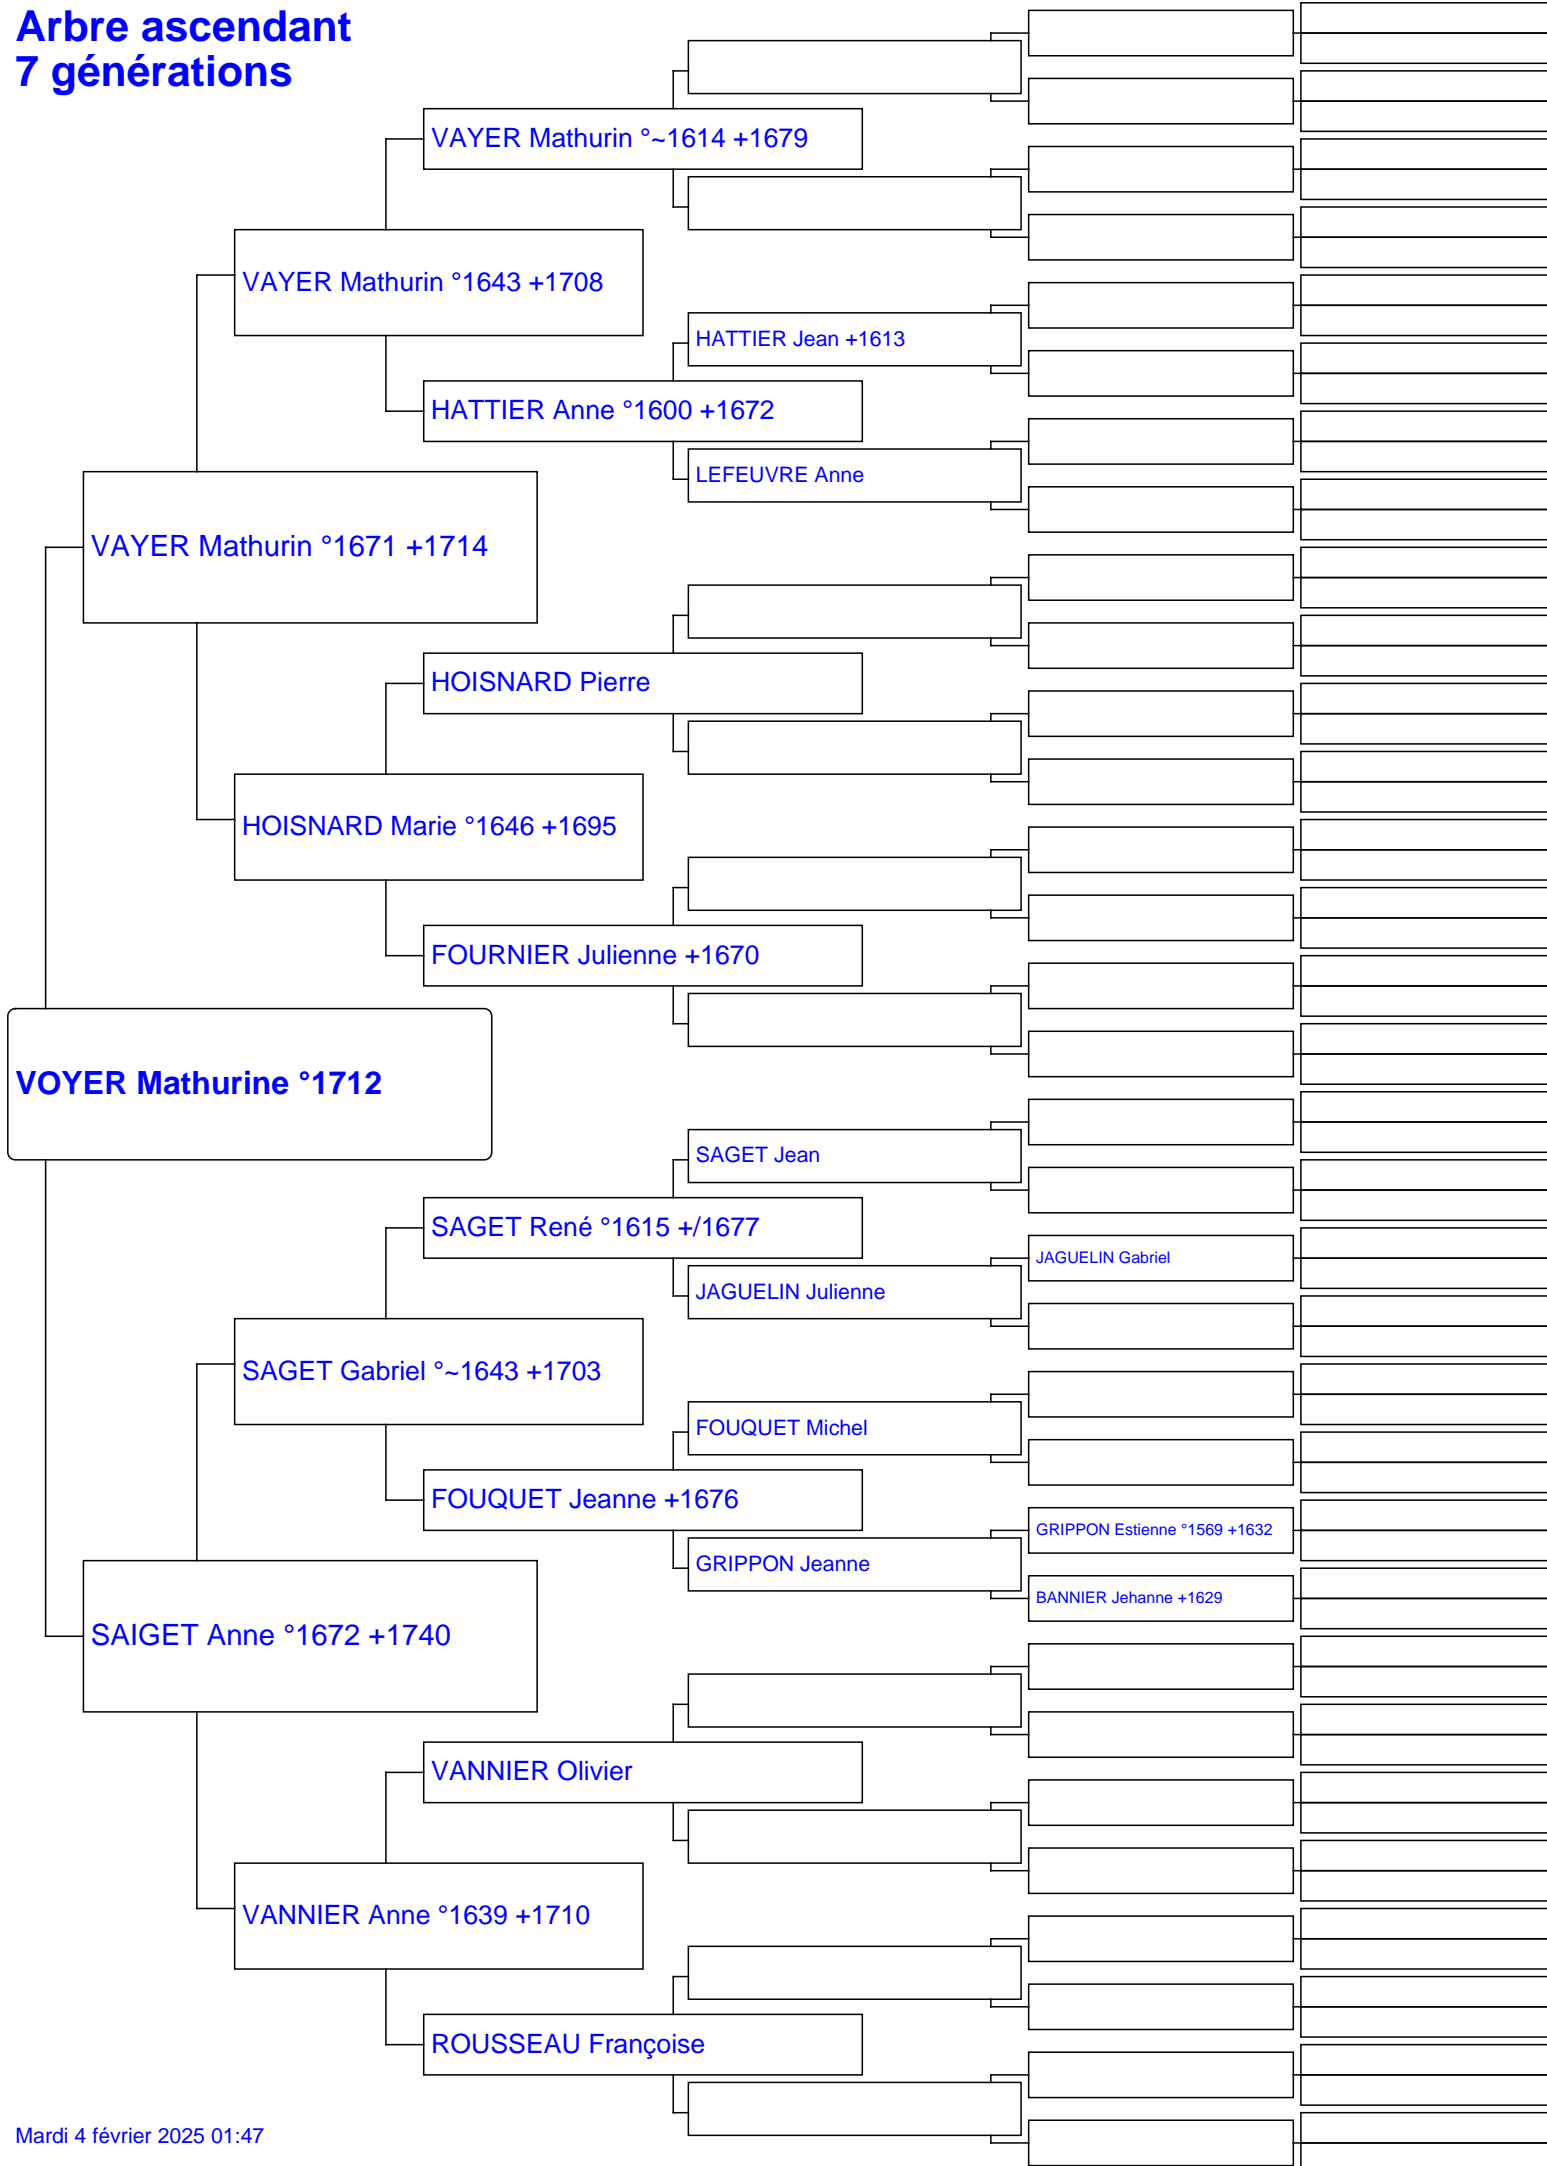 Arbre ascendant
7 générations
VAYER Mathurin °~1614 +1679
VAYER Mathurin °1643 +1708
HATTIER Jean +1613
HATTIER Anne °1600 +1672
LEFEUVRE Anne
VAYER Mathurin °1671 +1714
HOISNARD Pierre
HOISNARD Marie °1646 +1695
FOURNIER Julienne +1670
VOYER Mathurine °1712
SAGET Jean
SAGET René °1615 +/1677
JAGUELIN Gabriel
JAGUELIN Julienne
SAGET Gabriel °~1643 +1703
FOUQUET Michel
FOUQUET Jeanne +1676
GRIPPON Estienne °1569 +1632
GRIPPON Jeanne
BANNIER Jehanne +1629
SAIGET Anne °1672 +1740
VANNIER Olivier
VANNIER Anne °1639 +1710
ROUSSEAU Françoise
Mardi 4 février 2025 01:47